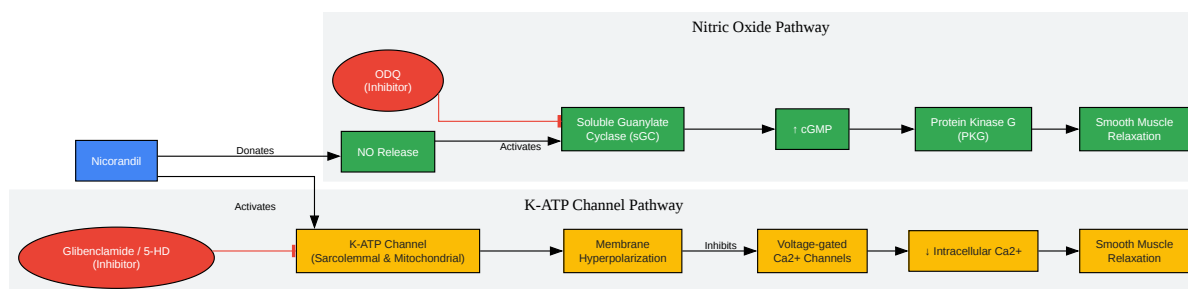 Nitric Oxide Pathway
ODQ
(Inhibitor)
Soluble Guanylate
Cyclase (sGC)
↑ cGMP
Protein Kinase G
(PKG)
Smooth Muscle
Relaxation
Nicorandil
Donates
NO Release
Activates
K-ATP Channel Pathway
Activates
Glibenclamide / 5-HD
(Inhibitor)
K-ATP Channel
(Sarcolemmal & Mitochondrial)
Membrane
Hyperpolarization
Inhibits
Voltage-gated
Ca2+ Channels
↓ Intracellular Ca2+
Smooth Muscle
Relaxation